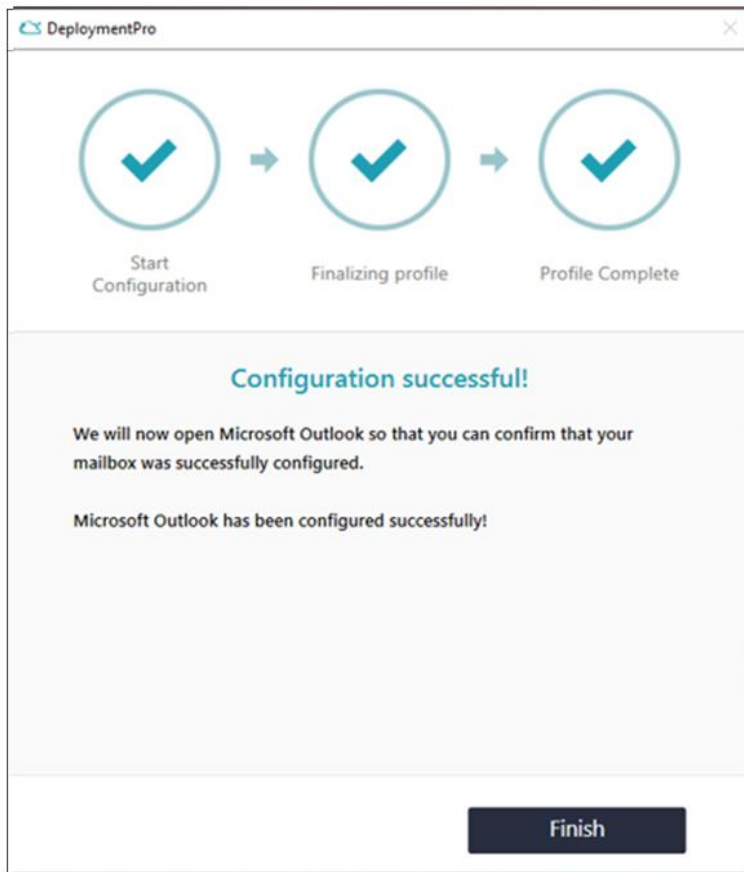 DeploymentPro
Start
Configuration
Finalizing profile
Profile Complete
Configuration successful!
We will now open Microsoft Outlook so that you can confirm that your
mailbox was successfully configured.
Microsoft Outlook has been configured successfully!
Finish